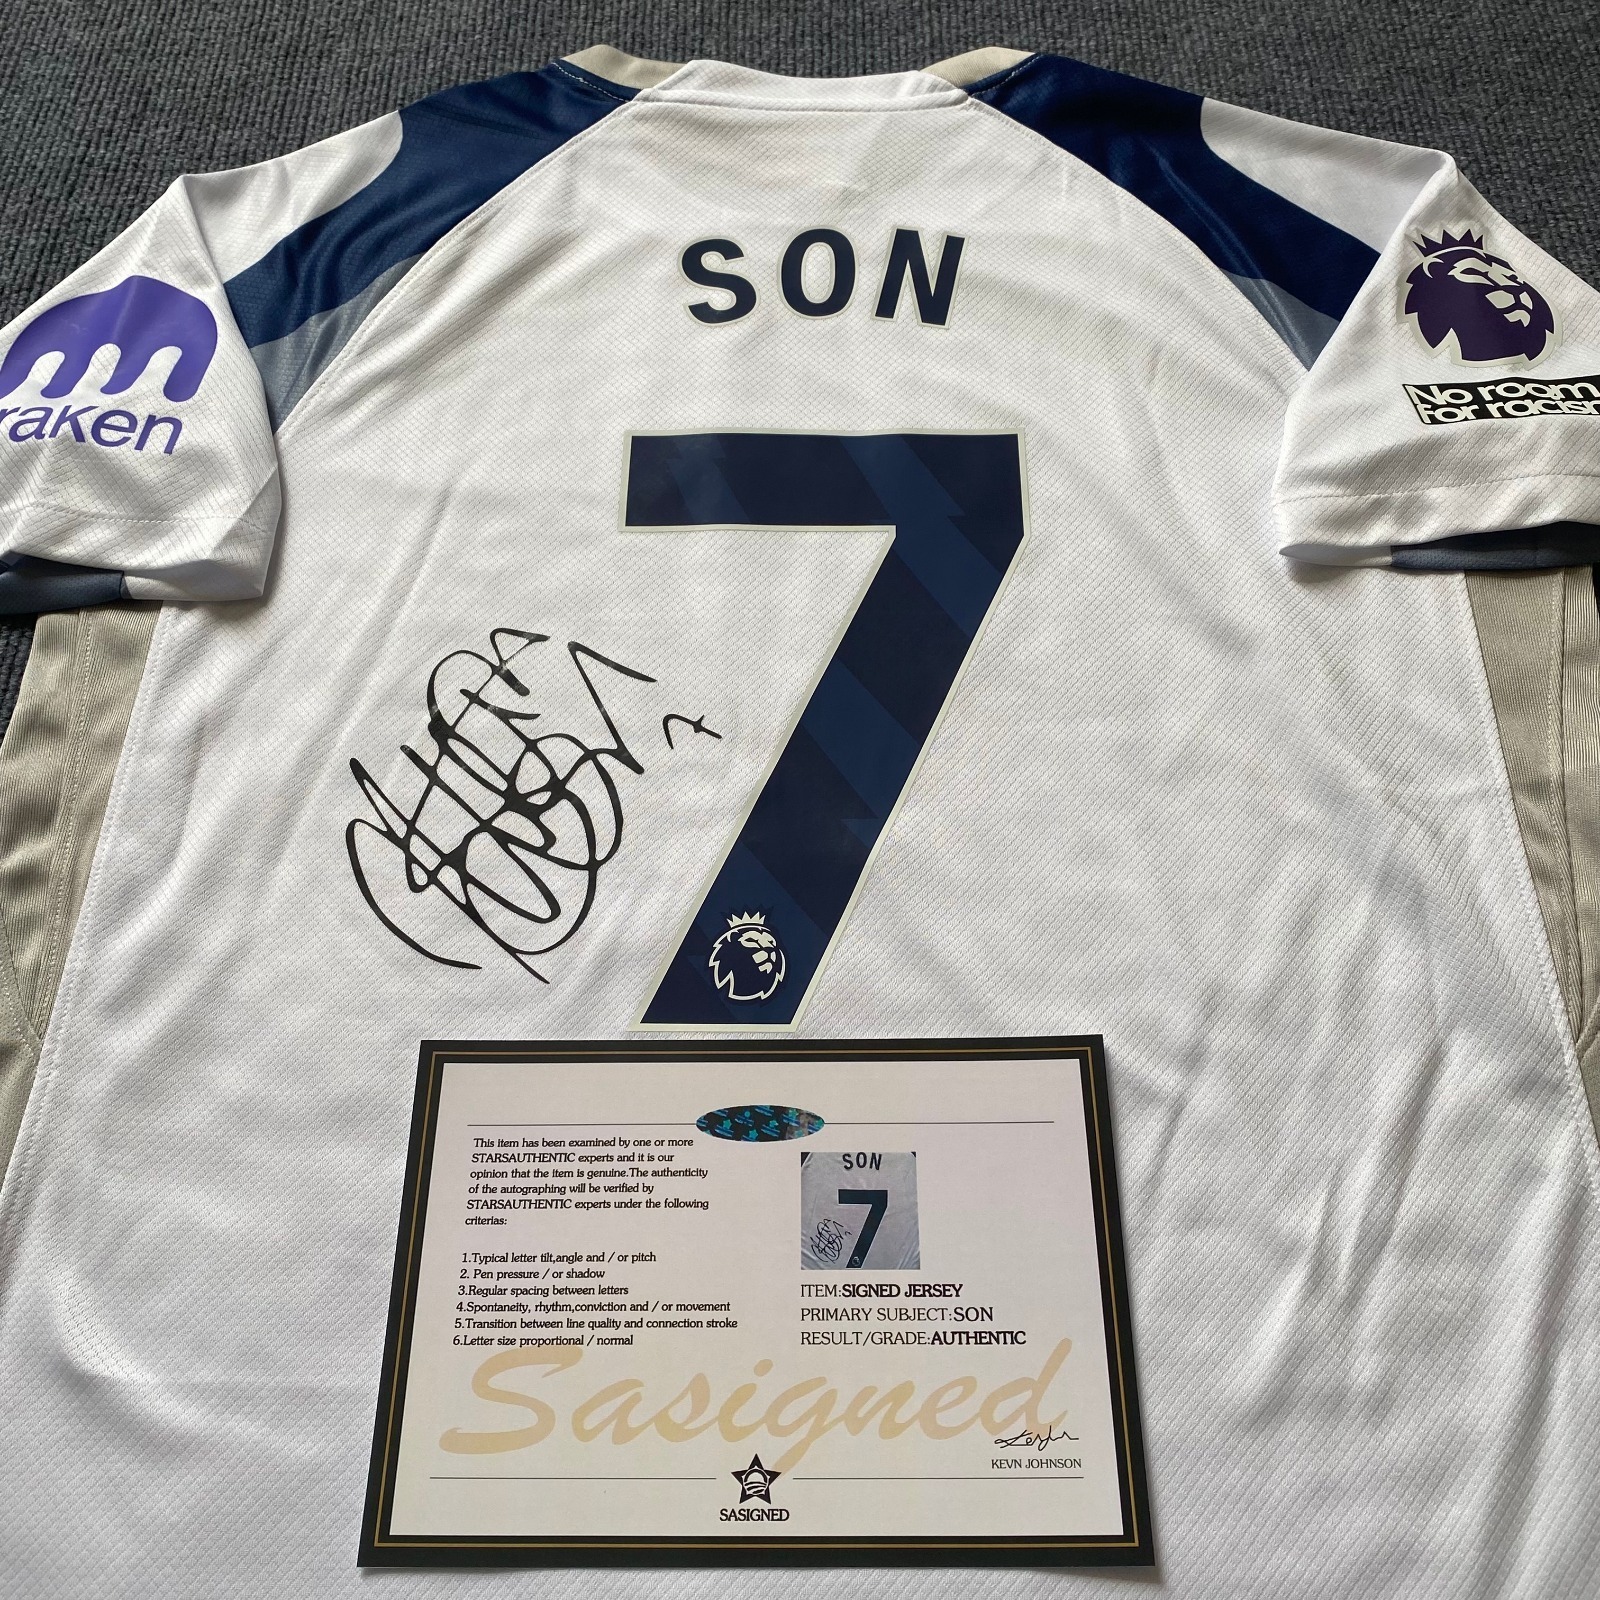 SON
raken
No room
for racism
7
7
This item has been examined by one or more
STARSAUTHENTIC experts and it is our
opinion that the item is genuine.The authenticity
of the autographing will be verified by
STARSAUTHENTIC experts under the following
criterias:
1.Typical letter tilt,angle and / or pitch
2. Pen pressure / or shadow
3.Regular spacing between letters
4.Spontaneity, rhythm,conviction and / or movement
5.Transition between line quality and connection stroke
6.Letter size proportional / normal
SON
7
ITEM:SIGNED JERSEY
PRIMARY SUBJECT:SON
RESULT/GRADE:AUTHENTIC
Sasigned
KEVN JOHNSON
SASIGNED